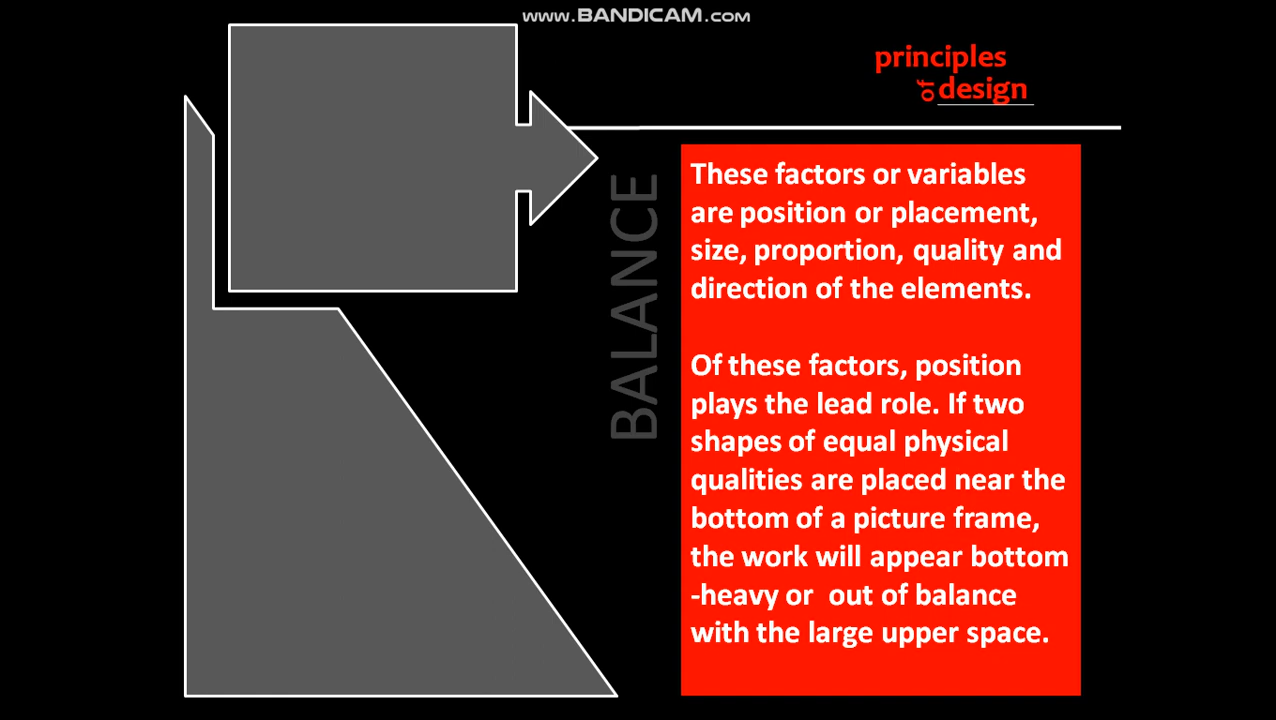 www.BANDICAM.com
principles
of design
BALANCE
These factors or variables
are position or placement,
size, proportion, quality and
direction of the elements.
Of these factors, position
plays the lead role. If two
shapes of equal physical
qualities are placed near the
bottom of a picture frame,
the work will appear bottom
-heavy or  out of balance
with the large upper space.